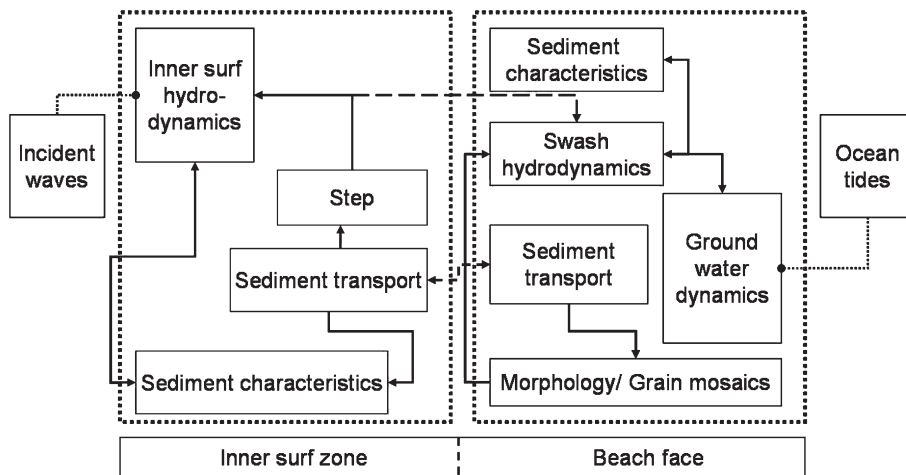 Incident
waves
Inner surf
hydro-
dynamics
Step
Sediment transport
Sediment characteristics
Sediment
characteristics
Swash
hydrodynamics
Sediment
transport
Ground
water
dynamics
Morphology/ Grain mosaics
Ocean
tides
Inner surf zone
Beach face